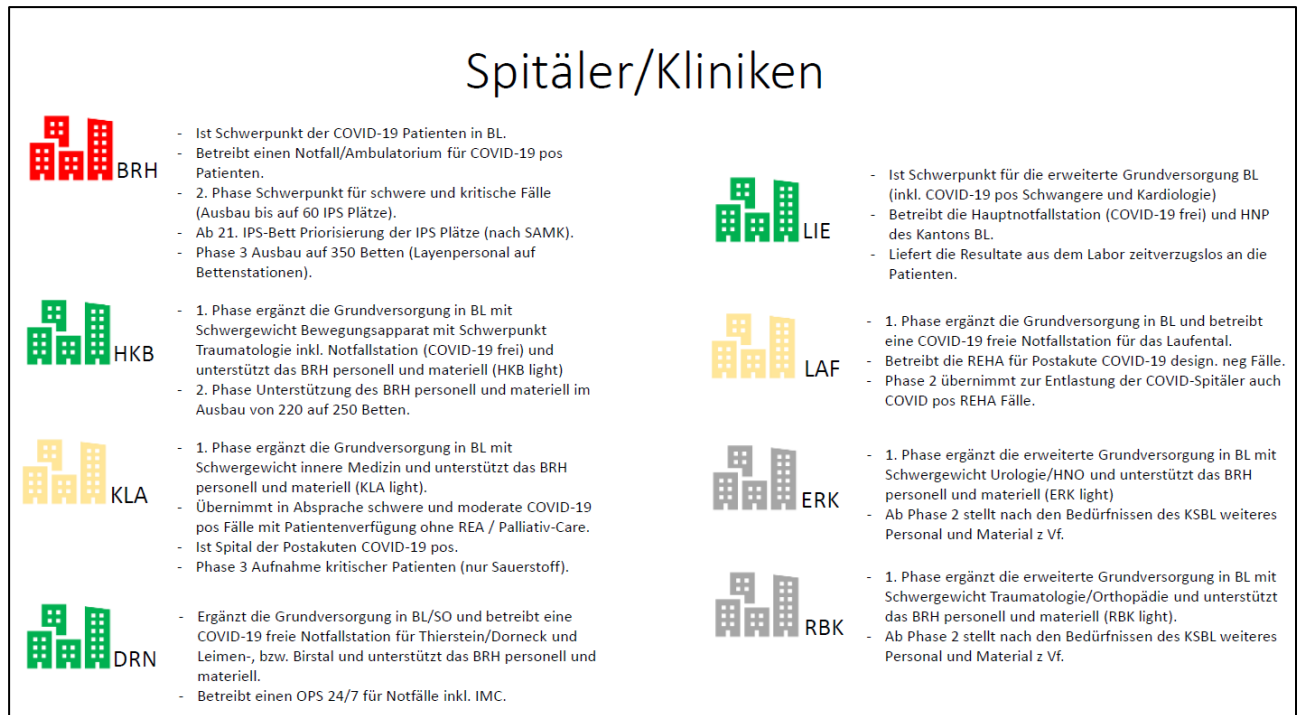 Spitäler/Kliniken
BRH
- Ist Schwerpunkt der COVID-19 Patienten in BL.
- Betreibt einen Notfall/Ambulatorium für COVID-19 pos
Patienten.
- 2. Phase Schwerpunkt für schwere und kritische Fälle
(Ausbau bis auf 60 IPS Plätze).
- Ab 21. IPS-Bett Priorisierung der IPS Plätze (nach SAMK).
- Phase 3 Ausbau auf 350 Betten (Layenpersonal auf
Bettenstationen).
HKB
- 1. Phase ergänzt die Grundversorgung in BL mit
Schwergewicht Bewegungsapparat mit Schwerpunkt
Traumatologie inkl. Notfallstation (COVID-19 frei) und
unterstützt das BRH personell und materiell (HKB light)
- 2. Phase Unterstützung des BRH personell und materiell im
Ausbau von 220 auf 250 Betten.
KLA
- 1. Phase ergänzt die Grundversorgung in BL mit
Schwergewicht innere Medizin und unterstützt das BRH
personell und materiell (KLA light).
- Übernimmt in Absprache schwere und moderate COVID-19
pos Fälle mit Patientenverfügung ohne REA / Palliativ-Care.
- Ist Spital der Postakuten COVID-19 pos.
- Phase 3 Aufnahme kritischer Patienten (nur Sauerstoff).
DRN
- Ergänzt die Grundversorgung in BL/SO und betreibt eine
COVID-19 freie Notfallstation für Thierstein/Dorneck und
Leimen-, bzw. Birstal und unterstützt das BRH personell und
materiell.
- Betreibt einen OPS 24/7 für Notfälle inkl. IMC.
LIE
- Ist Schwerpunkt für die erweiterte Grundversorgung BL
(inkl. COVID-19 pos Schwangere und Kardiologie)
- Betreibt die Hauptnotfallstation (COVID-19 frei) und HNP
des Kantons BL.
- Liefert die Resultate aus dem Labor zeitverzugslos an die
Patienten.
LAF
- 1. Phase ergänzt die Grundversorgung in BL und betreibt
eine COVID-19 freie Notfallstation für das Laufental.
- Betreibt die REHA für Postakute COVID-19 design. neg Fälle.
- Phase 2 übernimmt zur Entlastung der COVID-Spitäler auch
COVID pos REHA Fälle.
ERK
- 1. Phase ergänzt die erweiterte Grundversorgung in BL mit
Schwergewicht Urologie/HNO und unterstützt das BRH
personell und materiell (ERK light)
- Ab Phase 2 stellt nach den Bedürfnissen des KSBL weiteres
Personal und Material z Vf.
RBK
- 1. Phase ergänzt die erweiterte Grundversorgung in BL mit
Schwergewicht Traumatologie/Orthopädie und unterstützt
das BRH personell und materiell (RBK light).
- Ab Phase 2 stellt nach den Bedürfnissen des KSBL weiteres
Personal und Material z Vf.